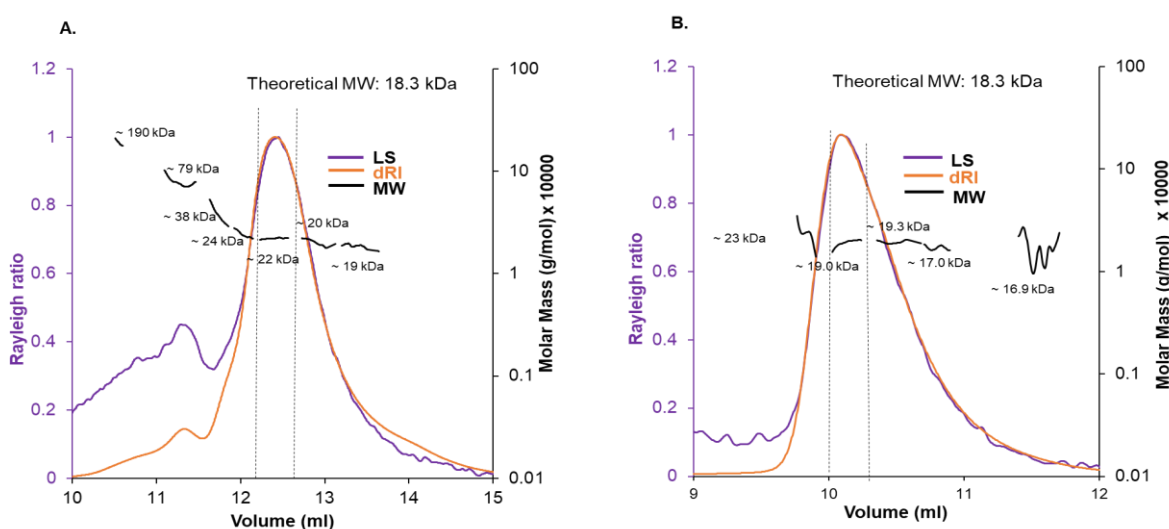 A.
Theoretical MW: 18.3 kDa
1.2
1
0.8
0.6
0.4
0.2
0
Rayleigh ratio
~ 190 kDa
~ 79 kDa
~ 38 kDa
~ 24 kDa
~ 22 kDa
~ 20 kDa
~ 19 kDa
LS
dRI
MW
100
10
1
0.1
0.01
Molar Mass (g/mol) x 10000
10
11
12
13
14
15
Volume (ml)
B.
Theoretical MW: 18.3 kDa
1.2
1
0.8
0.6
0.4
0.2
0
Rayleigh ratio
~ 23 kDa
~ 19.0 kDa
~ 19.3 kDa
~ 17.0 kDa
~ 16.9 kDa
LS
dRI
MW
100
10
1
0.1
0.01
Molar Mass (g/mol) x 10000
9
10
11
12
Volume (ml)